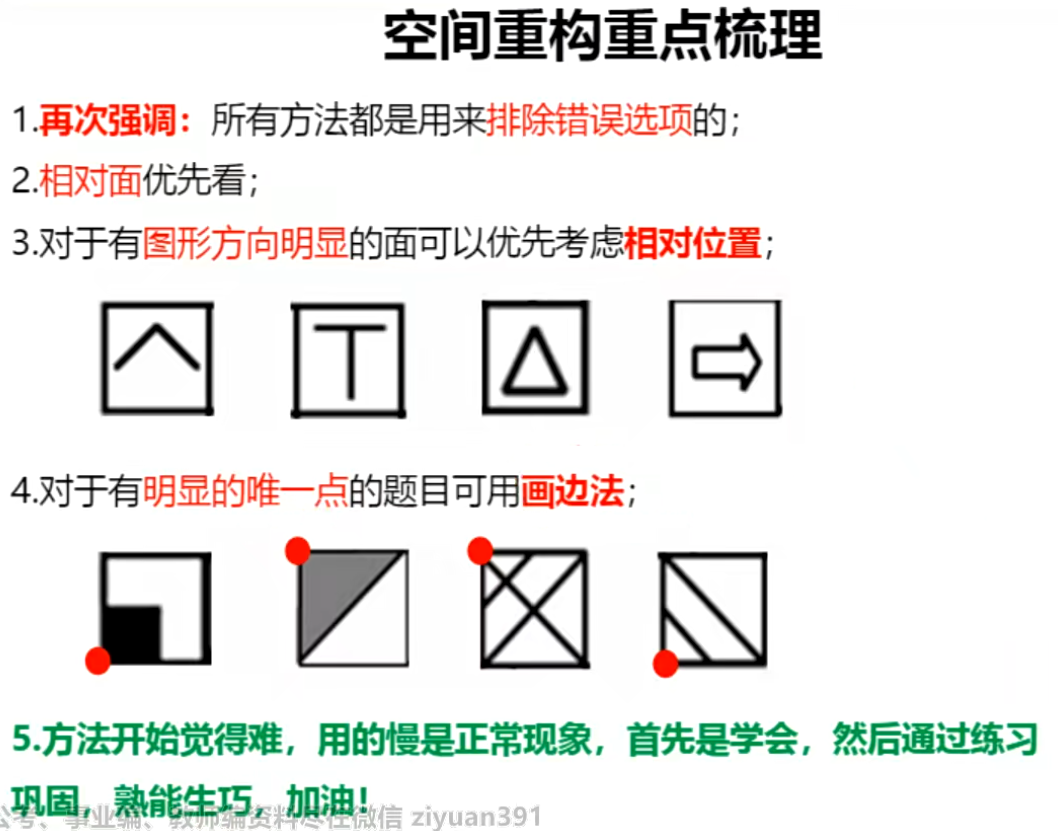 空间重构重点梳理
1.再次强调：所有方法都是用来排除错误选项的；
2.相对面优先看；
3.对于有图形方向明显的面可以优先考虑相对位置；
4.对于有明显的唯一点的题目可用画边法；
5.方法开始觉得难，用的慢是正常现象，首先是学会，然后通过练习
巩固，熟能生巧，加油！
公考、事业编、教师编资料尽在微信 ziyuan391